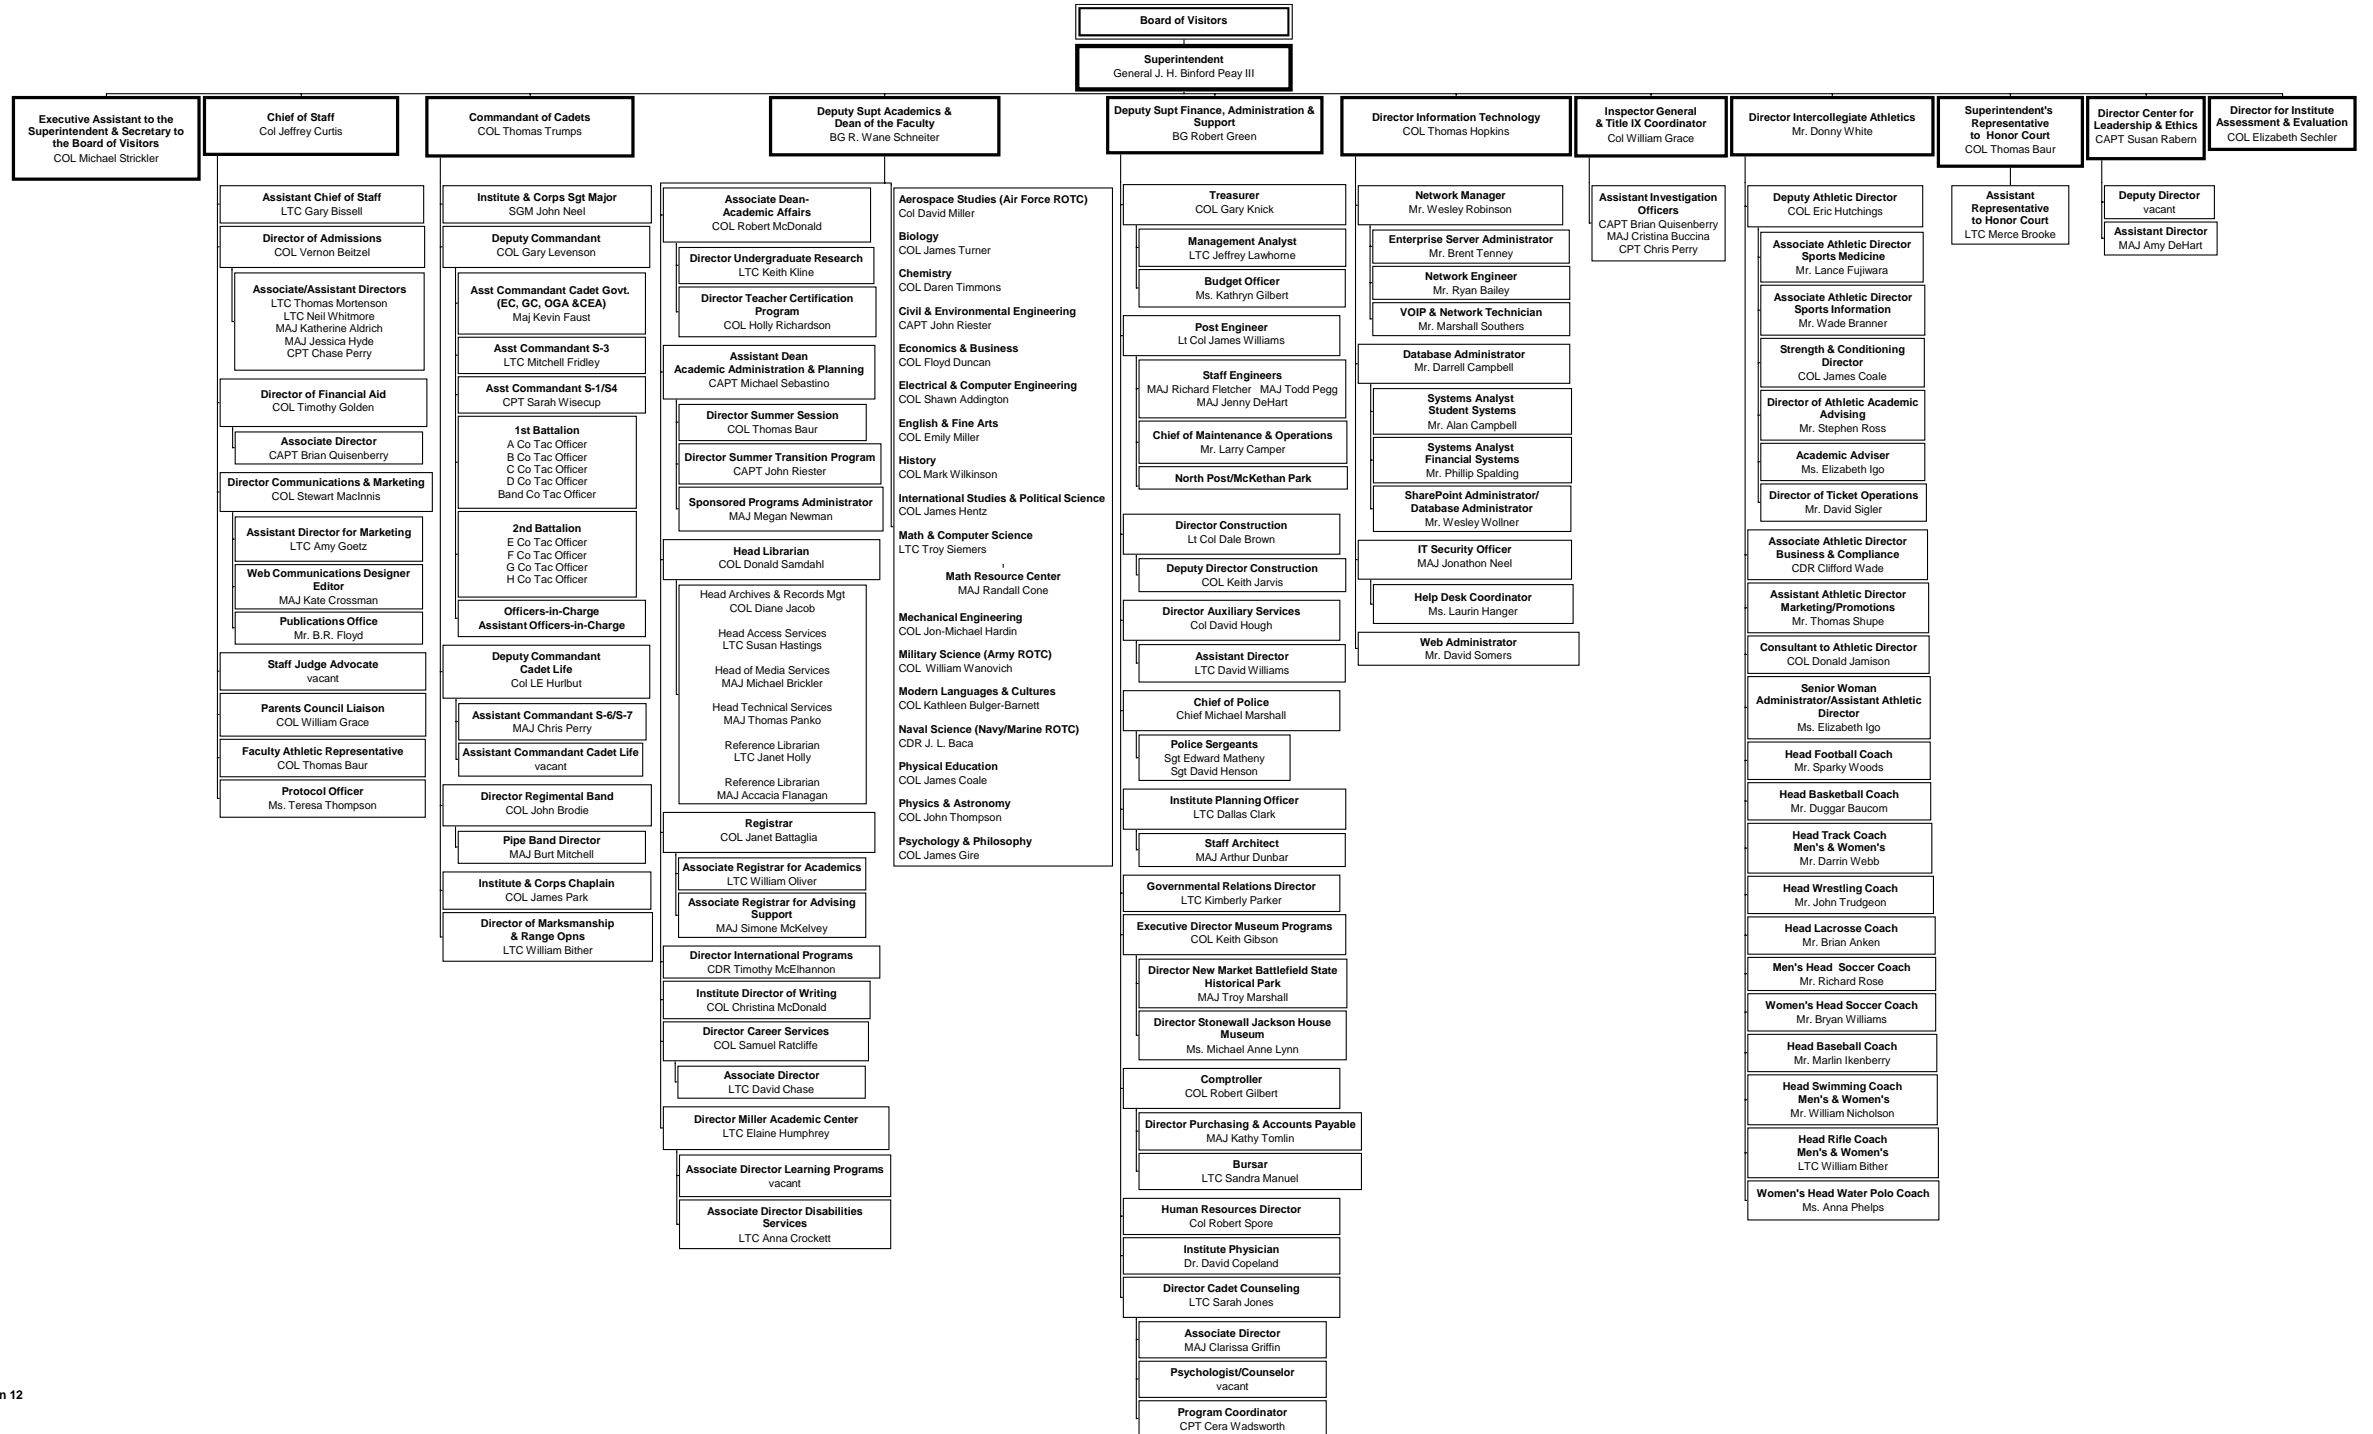 Board of Visitors
Superintendent
General J. H. Binford Peay III
Executive Assistant to the
Superintendent & Secretary to
the Board of Visitors
COL Michael Strickler
Chief of Staff
Col Jeffrey Curtis
Assistant Chief of Staff
LTC Gary Bissell
Director of Admissions
COL Vernon Beitzel
Associate/Assistant Directors
LTC Thomas Mortenson
LTC Neil Whitmore
MAJ Katherine Aldrich
MAJ Jessica Hyde
CPT Chase Perry
Director of Financial Aid
COL Timothy Golden
Associate Director
CAPT Brian Quisenberry
Director Communications & Marketing
COL Stewart MacInnis
Assistant Director for Marketing
LTC Amy Goetz
Web Communications Designer
Editor
MAJ Kate Crossman
Publications Office
Mr. B.R. Floyd
Staff Judge Advocate
vacant
Parents Council Liaison
COL William Grace
Faculty Athletic Representative
COL Thomas Baur
Protocol Officer
Ms. Teresa Thompson
Commandant of Cadets
COL Thomas Trumps
Institute & Corps Sgt Major
SGM John Neel
Deputy Commandant
COL Gary Levenson
Asst Commandant Cadet Govt.
(EC, GC, OGA &CEA)
Maj Kevin Faust
Asst Commandant S-3
LTC Mitchell Fridley
Asst Commandant S-1/S4
CPT Sarah Wisecup
1st Battalion
A Co Tac Officer
B Co Tac Officer
C Co Tac Officer
D Co Tac Officer
Band Co Tac Officer
2nd Battalion
E Co Tac Officer
F Co Tac Officer
G Co Tac Officer
H Co Tac Officer
Officers-in-Charge
Assistant Officers-in-Charge
Deputy Commandant
Cadet Life
Col LE Hurlbut
Assistant Commandant S-6/S-7
MAJ Chris Perry
Assistant Commandant Cadet Life
vacant
Director Regimental Band
COL John Brodie
Pipe Band Director
MAJ Burt Mitchell
Institute & Corps Chaplain
COL James Park
Director of Marksmanship
& Range Opns
LTC William Bither
Deputy Supt Academics &
Dean of the Faculty
BG R. Wane Schneiter
Associate Dean-
Academic Affairs
COL Robert McDonald
Director Undergraduate Research
LTC Keith Kline
Director Teacher Certification
Program
COL Holly Richardson
Assistant Dean
Academic Administration & Planning
CAPT Michael Sebastino
Director Summer Session
COL Thomas Baur
Director Summer Transition Program
CAPT John Riester
Sponsored Programs Administrator
MAJ Megan Newman
Head Librarian
COL Donald Samdahl
Head Archives & Records Mgt
COL Diane Jacob
Head Access Services
LTC Susan Hastings
Head of Media Services
MAJ Michael Brickler
Head Technical Services
MAJ Thomas Panko
Reference Librarian
LTC Janet Holly
Reference Librarian
MAJ Accacia Flanagan
Registrar
COL Janet Battaglia
Associate Registrar for Academics
LTC William Oliver
Associate Registrar for Advising
Support
MAJ Simone McKelvey
Director International Programs
CDR Timothy McElhannon
Institute Director of Writing
COL Christina McDonald
Director Career Services
COL Samuel Ratcliffe
Associate Director
LTC David Chase
Director Miller Academic Center
LTC Elaine Humphrey
Associate Director Learning Programs
vacant
Associate Director Disabilities
Services
LTC Anna Crockett
Aerospace Studies (Air Force ROTC)
Col David Miller
Biology
COL James Turner
Chemistry
COL Daren Timmons
Civil & Environmental Engineering
CAPT John Riester
Economics & Business
COL Floyd Duncan
Electrical & Computer Engineering
COL Shawn Addington
English & Fine Arts
COL Emily Miller
History
COL Mark Wilkinson
International Studies & Political Science
COL James Hentz
Math & Computer Science
LTC Troy Siemers
Math Resource Center
MAJ Randall Cone
Mechanical Engineering
COL Jon-Michael Hardin
Military Science (Army ROTC)
COL William Wanovich
Modern Languages & Cultures
COL Kathleen Bulger-Barnett
Naval Science (Navy/Marine ROTC)
CDR J. L. Baca
Physical Education
COL James Coale
Physics & Astronomy
COL John Thompson
Psychology & Philosophy
COL James Gire
Deputy Supt Finance, Administration &
Support
BG Robert Green
Treasurer
COL Gary Knick
Management Analyst
LTC Jeffrey Lawhorne
Budget Officer
Ms. Kathryn Gilbert
Post Engineer
Lt Col James Williams
Staff Engineers
MAJ Richard Fletcher MAJ Todd Pegg
MAJ Jenny DeHart
Chief of Maintenance & Operations
Mr. Larry Camper
North Post/McKethan Park
Director Construction
Lt Col Dale Brown
Deputy Director Construction
COL Keith Jarvis
Director Auxiliary Services
Col David Hough
Assistant Director
LTC David Williams
Chief of Police
Chief Michael Marshall
Police Sergeants
Sgt Edward Matheny
Sgt David Henson
Institute Planning Officer
LTC Dallas Clark
Staff Architect
MAJ Arthur Dunbar
Governmental Relations Director
LTC Kimberly Parker
Executive Director Museum Programs
COL Keith Gibson
Director New Market Battlefield State
Historical Park
MAJ Troy Marshall
Director Stonewall Jackson House
Museum
Ms. Michael Anne Lynn
Comptroller
COL Robert Gilbert
Director Purchasing & Accounts Payable
MAJ Kathy Tomlin
Bursar
LTC Sandra Manuel
Human Resources Director
Col Robert Spore
Institute Physician
Dr. David Copeland
Director Cadet Counseling
LTC Sarah Jones
Associate Director
MAJ Clarissa Griffin
Psychologist/Counselor
vacant
Program Coordinator
CPT Cera Wadsworth
Director Information Technology
COL Thomas Hopkins
Network Manager
Mr. Wesley Robinson
Enterprise Server Administrator
Mr. Brent Tenney
Network Engineer
Mr. Ryan Bailey
VOIP & Network Technician
Mr. Marshall Southers
Database Administrator
Mr. Darrell Campbell
Systems Analyst
Student Systems
Mr. Alan Campbell
Systems Analyst
Financial Systems
Mr. Phillip Spalding
SharePoint Administrator/
Database Administrator
Mr. Wesley Wollner
IT Security Officer
MAJ Jonathon Neel
Help Desk Coordinator
Ms. Laurin Hanger
Web Administrator
Mr. David Somers
Inspector General
& Title IX Coordinator
Col William Grace
Assistant Investigation
Officers
CAPT Brian Quisenberry
MAJ Cristina Buccina
CPT Chris Perry
Director Intercollegiate Athletics
Mr. Donny White
Deputy Athletic Director
COL Eric Hutchings
Associate Athletic Director
Sports Medicine
Mr. Lance Fujiwara
Associate Athletic Director
Sports Information
Mr. Wade Branner
Strength & Conditioning
Director
COL James Coale
Director of Athletic Academic
Advising
Mr. Stephen Ross
Academic Adviser
Ms. Elizabeth Igo
Director of Ticket Operations
Mr. David Sigler
Associate Athletic Director
Business & Compliance
CDR Clifford Wade
Assistant Athletic Director
Marketing/Promotions
Mr. Thomas Shupe
Consultant to Athletic Director
COL Donald Jamison
Senior Woman
Administrator/Assistant Athletic
Director
Ms. Elizabeth Igo
Head Football Coach
Mr. Sparky Woods
Head Basketball Coach
Mr. Duggar Baucom
Head Track Coach
Men's & Women's
Mr. Darrin Webb
Head Wrestling Coach
Mr. John Trudgeon
Head Lacrosse Coach
Mr. Brian Anken
Men's Head Soccer Coach
Mr. Richard Rose
Women's Head Soccer Coach
Mr. Bryan Williams
Head Baseball Coach
Mr. Marlin Ikenberry
Head Swimming Coach
Men's & Women's
Mr. William Nicholson
Head Rifle Coach
Men's & Women's
LTC William Bither
Women's Head Water Polo Coach
Ms. Anna Phelps
Superintendent's
Representative
to Honor Court
COL Thomas Baur
Assistant
Representative
to Honor Court
LTC Merce Brooke
Director Center for
Leadership & Ethics
CAPT Susan Rabern
Deputy Director
vacant
Assistant Director
MAJ Amy DeHart
Director for Institute
Assessment & Evaluation
COL Elizabeth Sechler
n 12